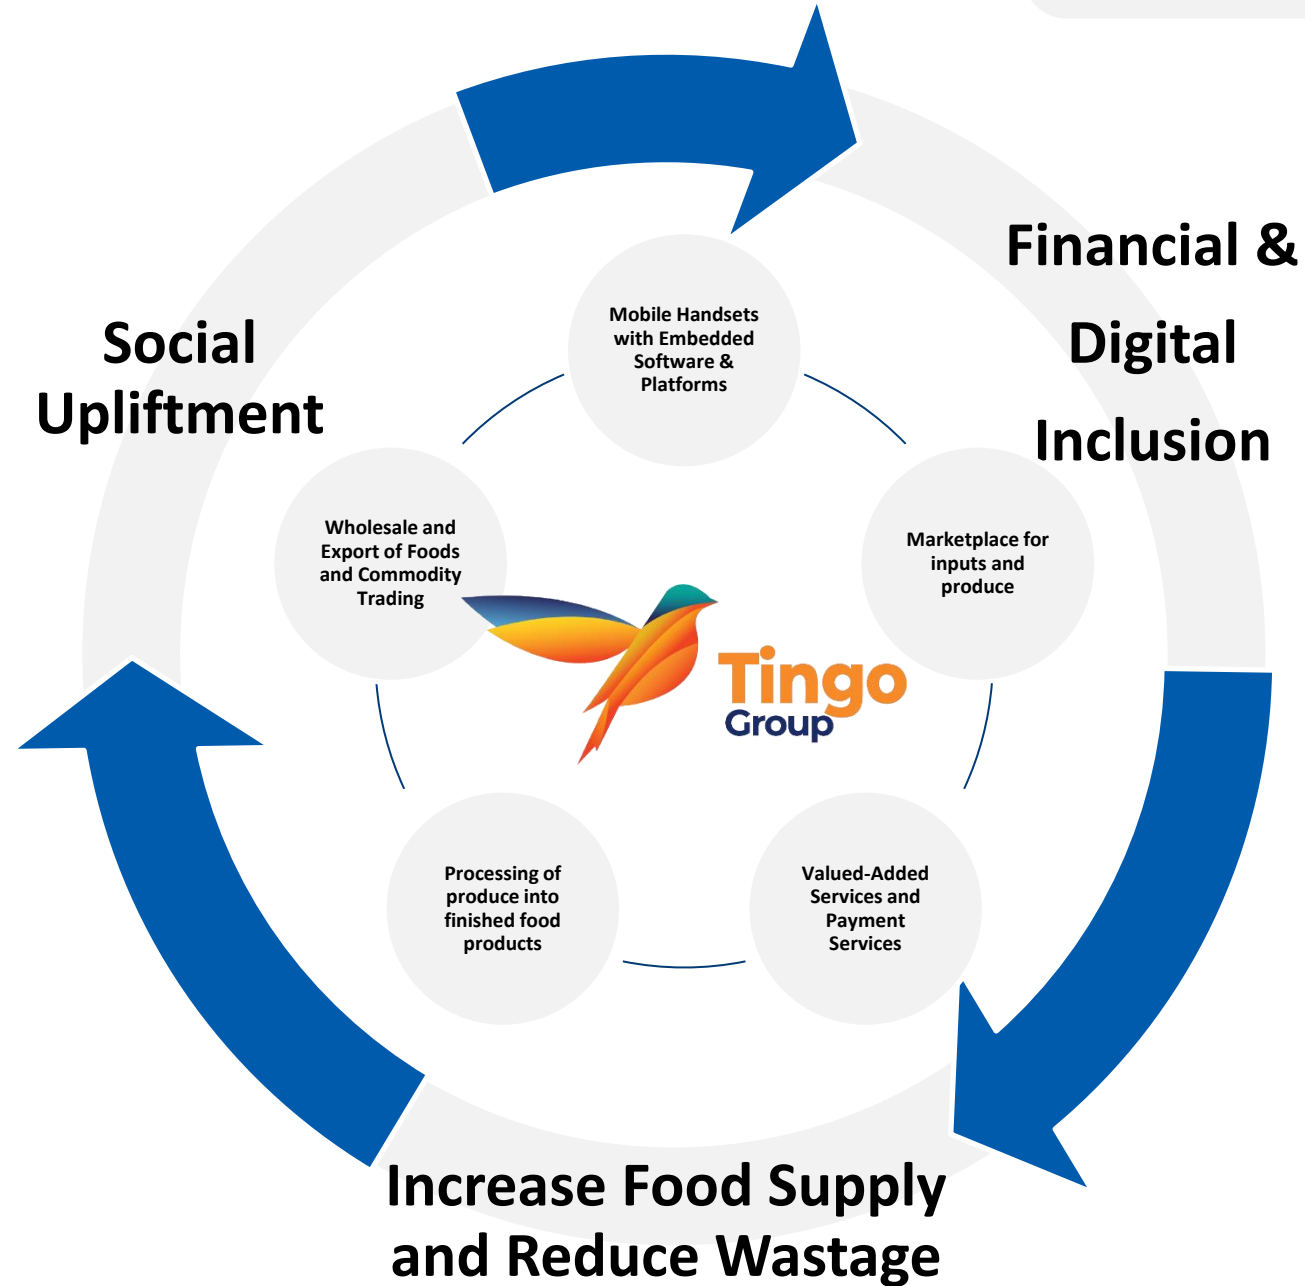 Financial &
Digital
Inclusion
Social
Upliftment
Mobile Handsets
with Embedded
Software &
Platforms
Wholesale and
Export of Foods
and Commodity
Trading
Marketplace for
inputs and
produce
Tingo
Group
Processing of
produce into
finished food
products
Valued-Added
Services and
Payment
Services
Increase Food Supply
and Reduce Wastage